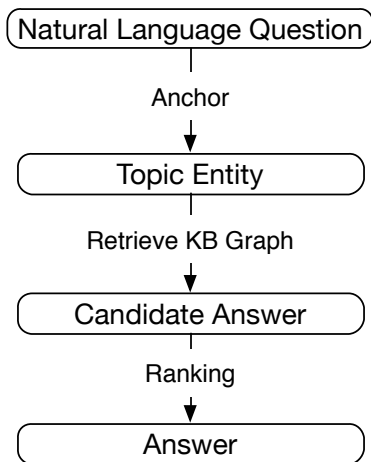 Natural Language Question
Anchor
Topic Entity
Retrieve KB Graph
Candidate Answer
Ranking
Answer